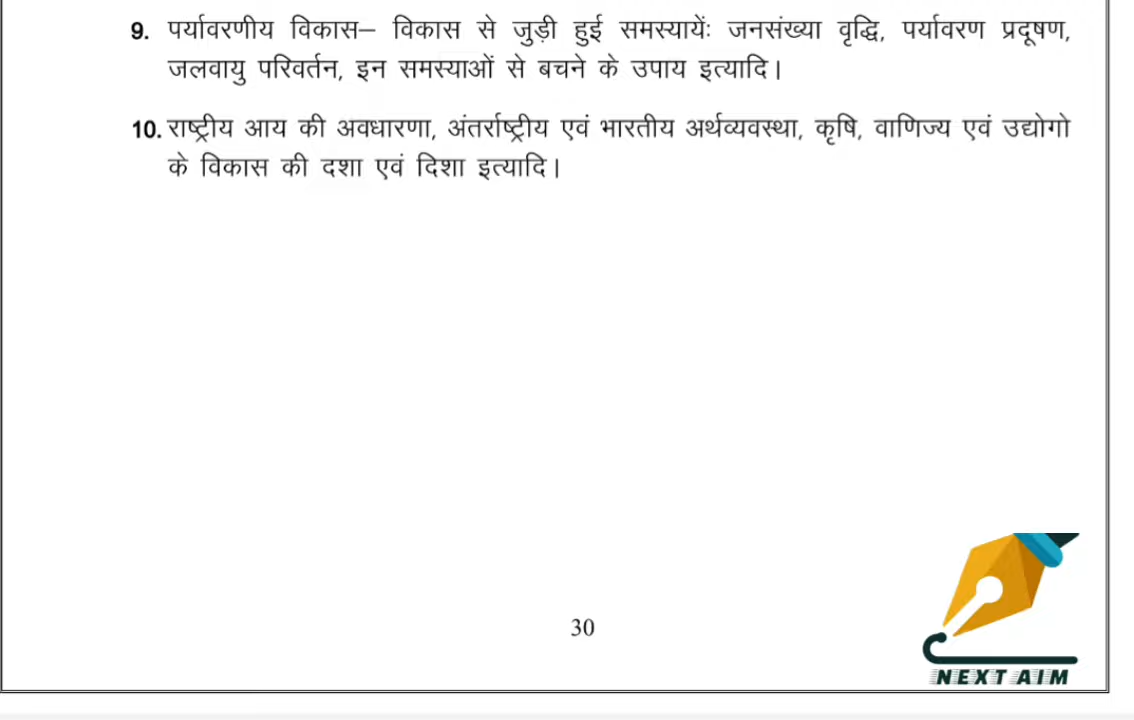 9. पर्यावरणीय विकास– विकास से जुड़ी हुई समस्यायेंः जनसंख्या वृद्धि, पर्यावरण प्रदूषण,
जलवायु परिवर्तन, इन समस्याओं से बचने के उपाय इत्यादि।
10. राष्ट्रीय आय की अवधारणा, अंतर्राष्ट्रीय एवं भारतीय अर्थव्यवस्था, कृषि, वाणिज्य एवं उद्योगो
के विकास की दशा एवं दिशा इत्यादि।
30
NEXT AIM